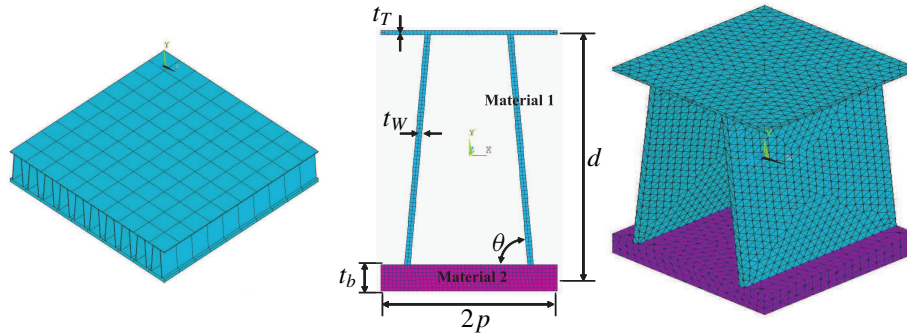 Y
t_T
Material 1
t_W
Y
Z X
d
θ
t_b
Material 2
2p
Y